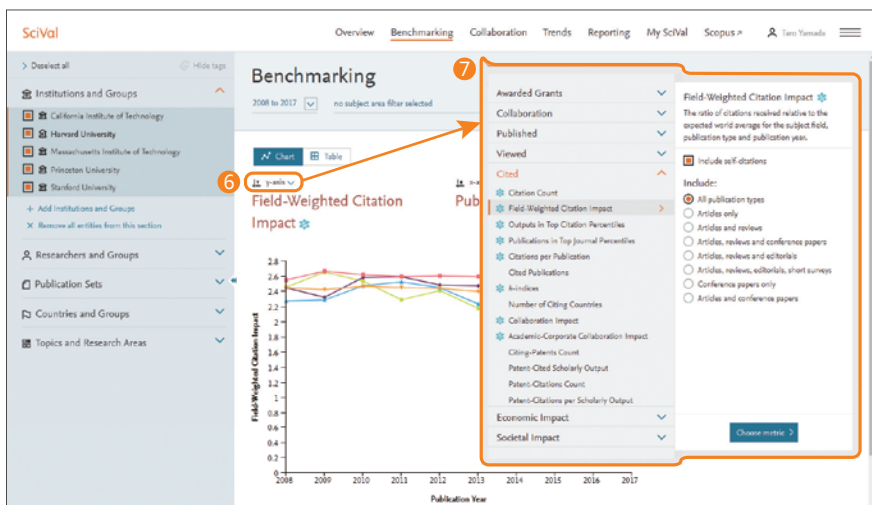 SciVal
Overview Benchmarking Collaboration Trends Reporting My SciVal Scopus Taro Yamada
Deselect all Hide tags
Institutions and Groups
California Institute of Technology
Harvard University
Massachusetts Institute of Technology
Princeton University
Stanford University
+ Add Institutions and Groups
X Remove all entities from this section
Researchers and Groups
Publication Sets
Countries and Groups
Topics and Research Areas
Benchmarking
2008 to 2017 no subject area filter selected
Chart Table
6
y-axis
Field-Weighted Citation
Impact
Pub
2.8
2.6
2.4
2.2
2
1.8
1.6
1.4
1.2
1
0.8
0.6
0.4
0.2
0
Field-Weighted Citation Impact
2008 2009 2010 2011 2012 2013 2014 2015 2016 2017
Publication Year
7
Awarded Grants
Collaboration
Published
Viewed
Cited
Citation Count
Field-Weighted Citation Impact
Outputs in Top Citation Percentiles
Publications in Top Journal Percentiles
Citations per Publication
Cited Publications
h-indices
Number of Citing Countries
Collaboration Impact
Academic-Corporate Collaboration Impact
Citing-Patents Count
Patent-Cited Scholarly Output
Patent-Citations Count
Patent-Citations per Scholarly Output
Economic Impact
Societal Impact
Field-Weighted Citation Impact
The ratio of citations received relative to the
expected world average for the subject field,
publication type and publication year.
Include self-citations
Include:
All publication types
Articles only
Articles and reviews
Articles, reviews and conference papers
Articles, reviews and editorials
Articles, reviews, editorials, short surveys
Conference papers only
Articles and conference papers
Choose metric